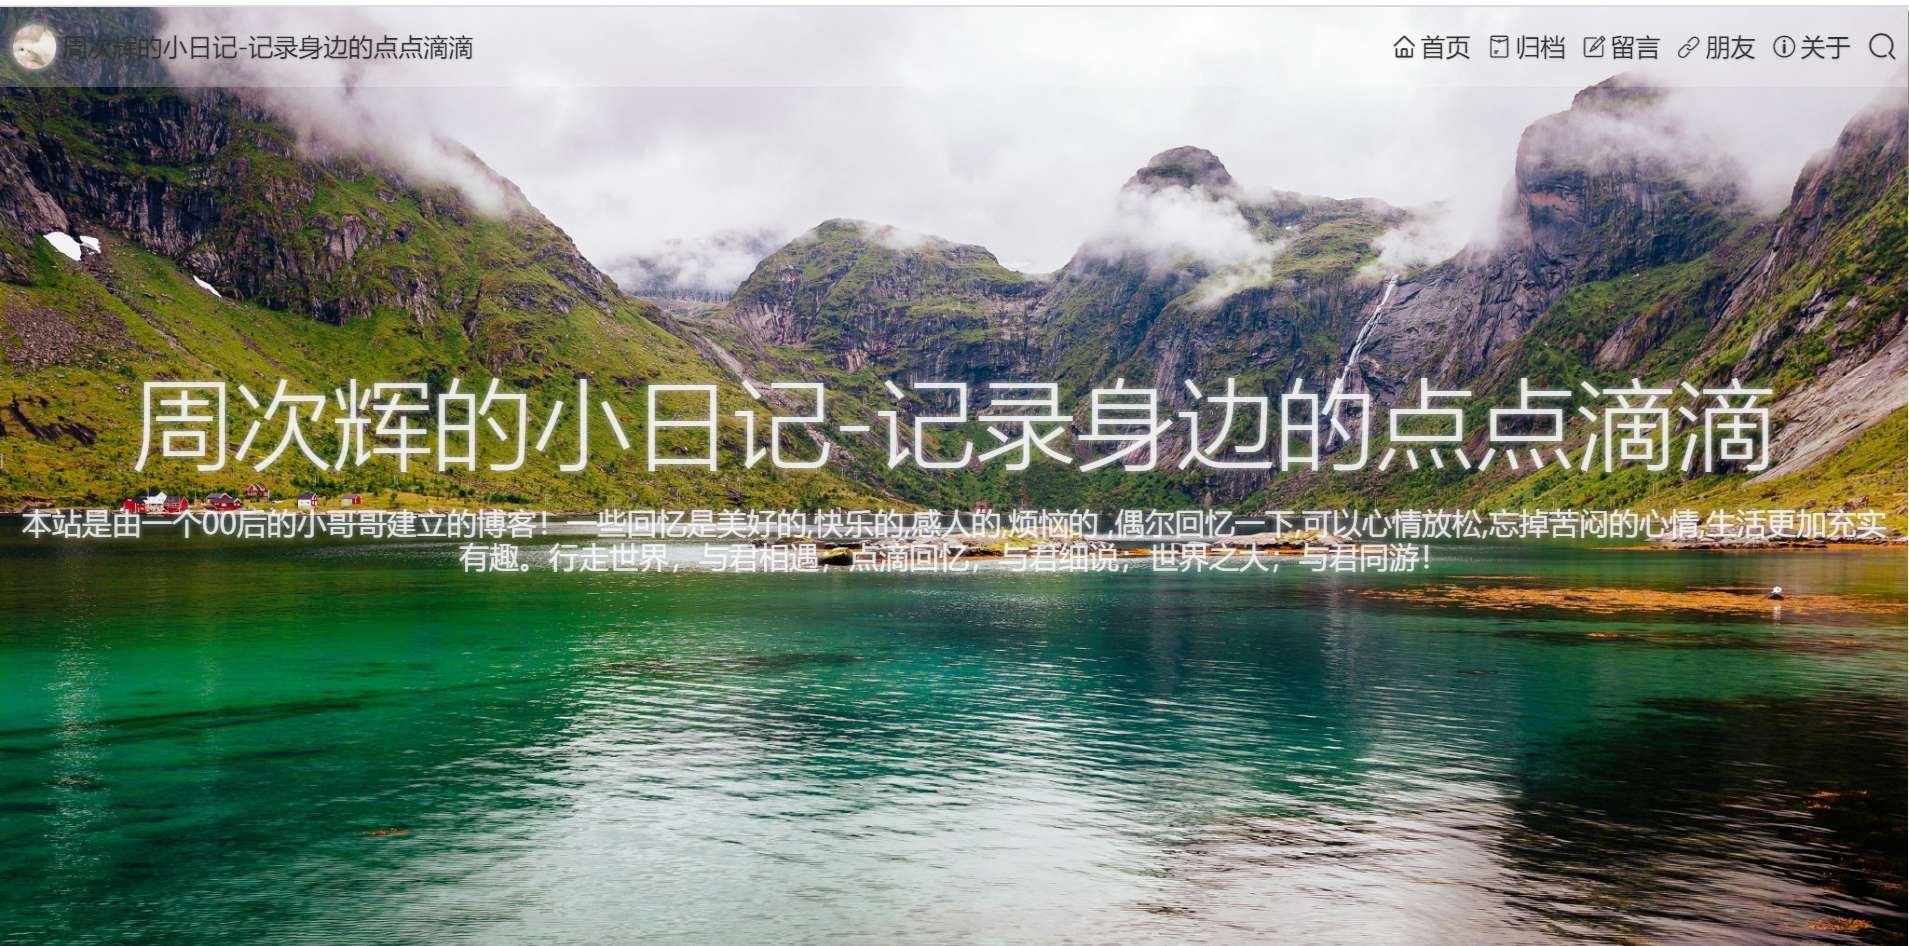 周次辉的小日记-记录身边的点点滴滴
首页 归档 留言 朋友 关于
周次辉的小日记-记录身边的点点滴滴
本站是由一个00后的小哥哥建立的博客！一些回忆是美好的,快乐的,感人的,烦恼的 ,偶尔回忆一下,可以心情放松,忘掉苦闷的心情,生活更加充实
有趣。行走世界，与君相遇，点滴回忆，与君细说，世界之大，与君同游！